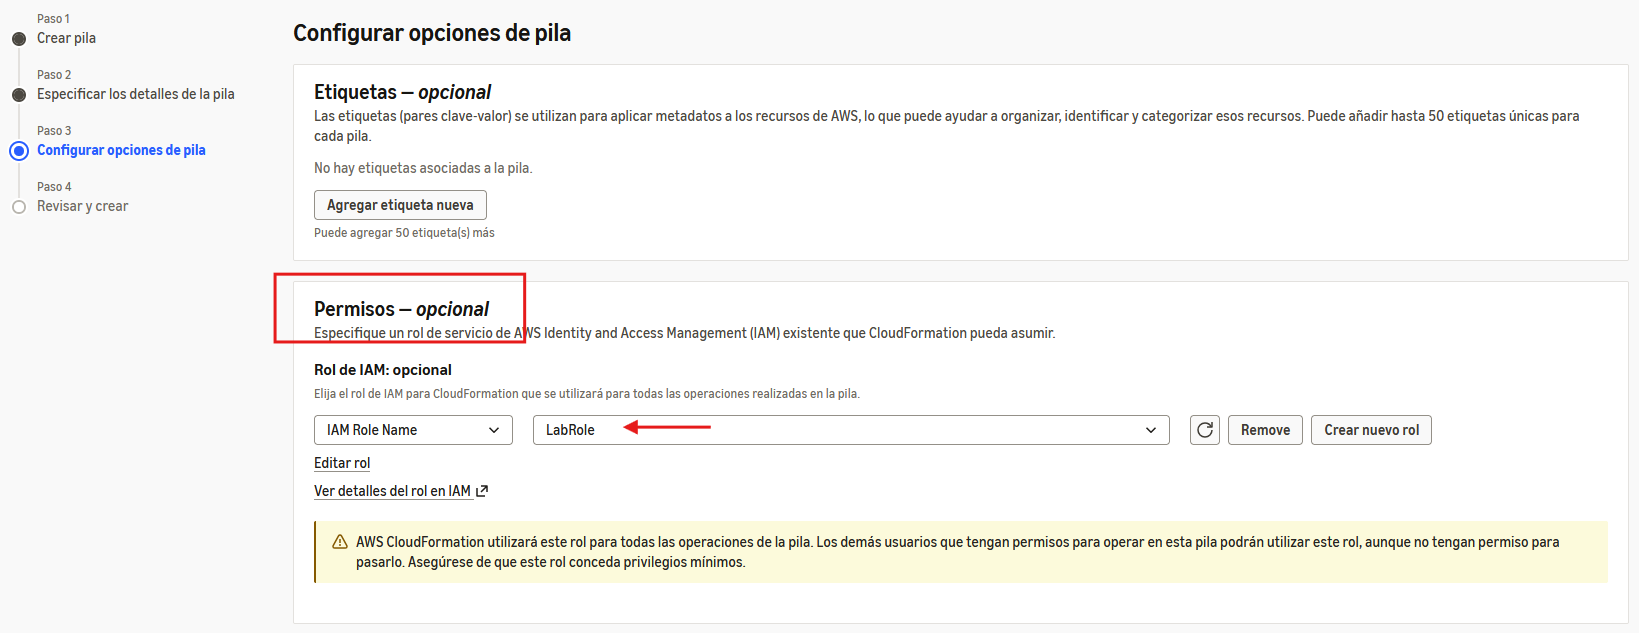 Paso 1
Crear pila
Paso 2
Especificar los detalles de la pila
Paso 3
Configurar opciones de pila
Paso 4
Revisar y crear
Configurar opciones de pila
Etiquetas – opcional
Las etiquetas (pares clave-valor) se utilizan para aplicar metadatos a los recursos de AWS, lo que puede ayudar a organizar, identificar y categorizar esos recursos. Puede añadir hasta 50 etiquetas únicas para
cada pila.
No hay etiquetas asociadas a la pila.
Agregar etiqueta nueva
Puede agregar 50 etiqueta(s) más
Permisos – opcional
Especifique un rol de servicio de AWS Identity and Access Management (IAM) existente que CloudFormation pueda asumir.
Rol de IAM: opcional
Elija el rol de IAM para CloudFormation que se utilizará para todas las operaciones realizadas en la pila.
IAM Role Name
LabRole
Remove
Crear nuevo rol
Editar rol
Ver detalles del rol en IAM
AWS CloudFormation utilizará este rol para todas las operaciones de la pila. Los demás usuarios que tengan permisos para operar en esta pila podrán utilizar este rol, aunque no tengan permiso para
pasarlo. Asegúrese de que este rol conceda privilegios mínimos.